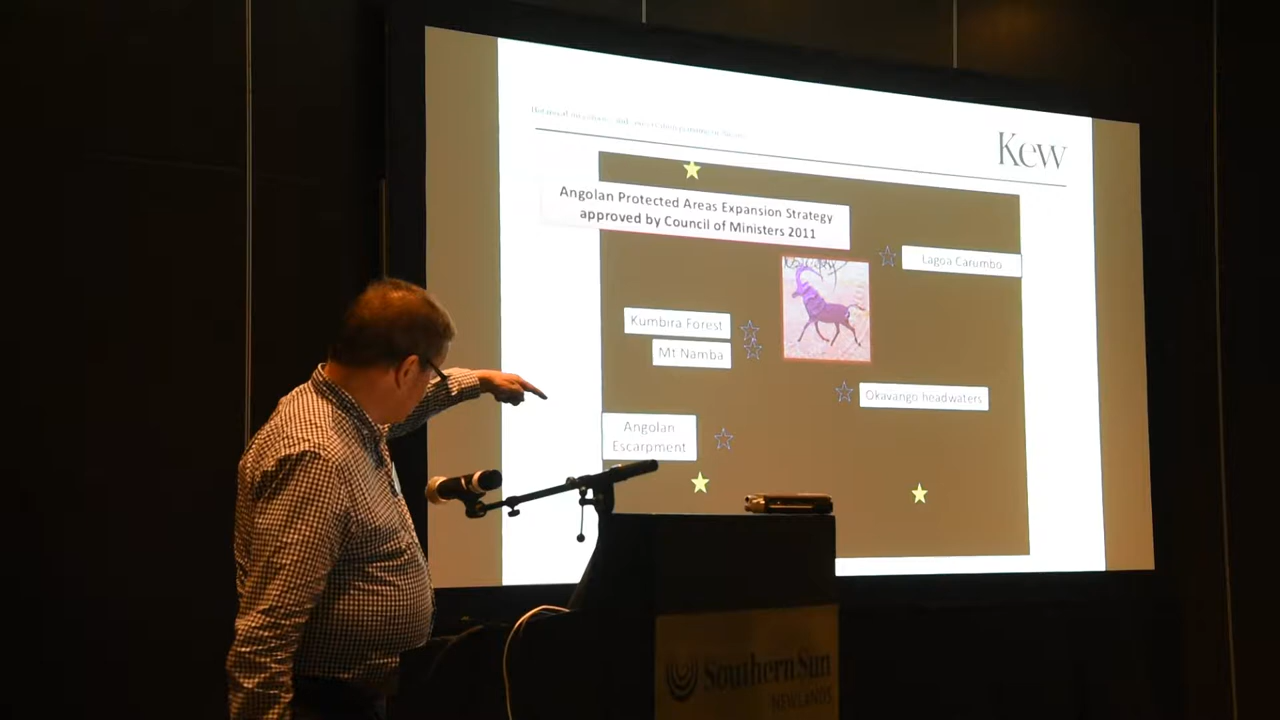 Kew
Angolan Protected Areas Expansion Strategy
approved by Council of Ministers 2011
Lagoa Carumbo
Kumbira Forest
Mt Namba
Okavango headwaters
Angolan
Escarpment
Southern Sun
NEWLANDS